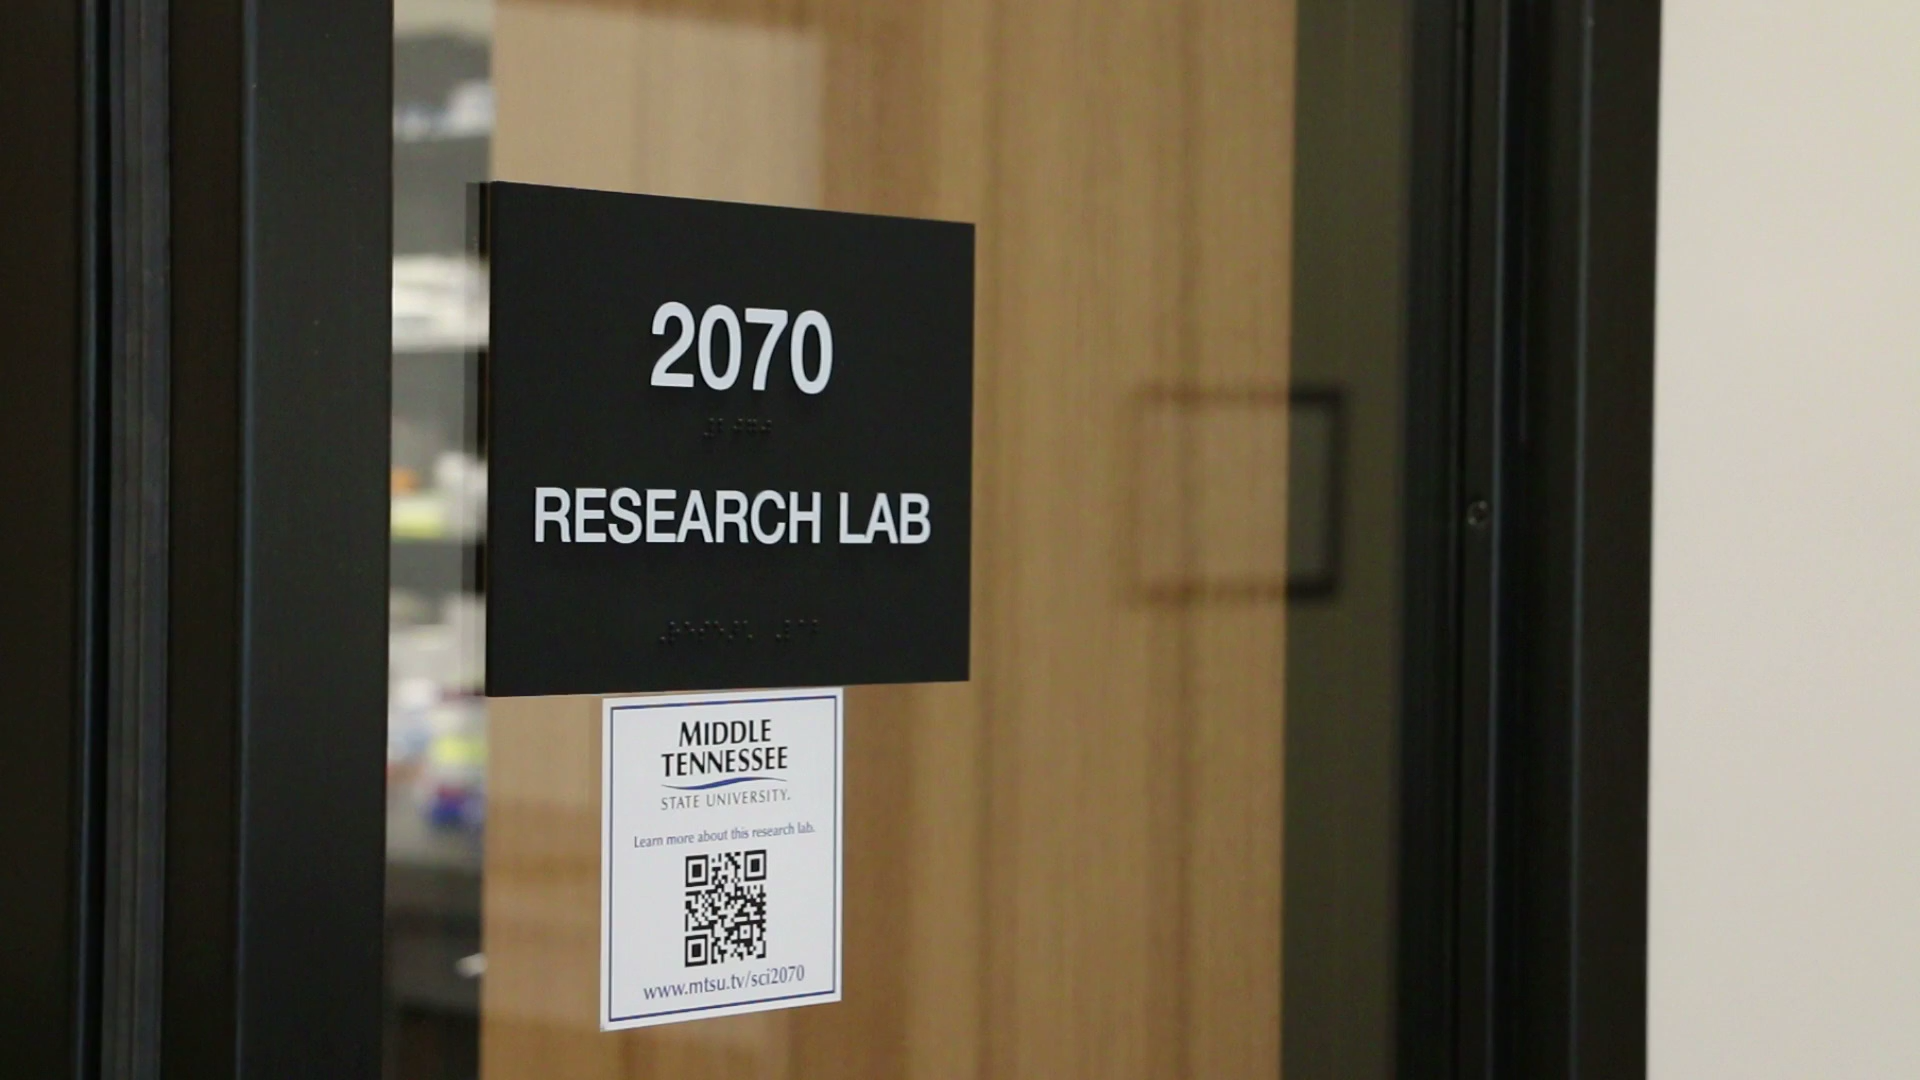 2070
RESEARCH LAB
MIDDLE
TENNESSEE
STATE UNIVERSITY.
Learn more about this research lab.
www.mtsu.tv/sci2070